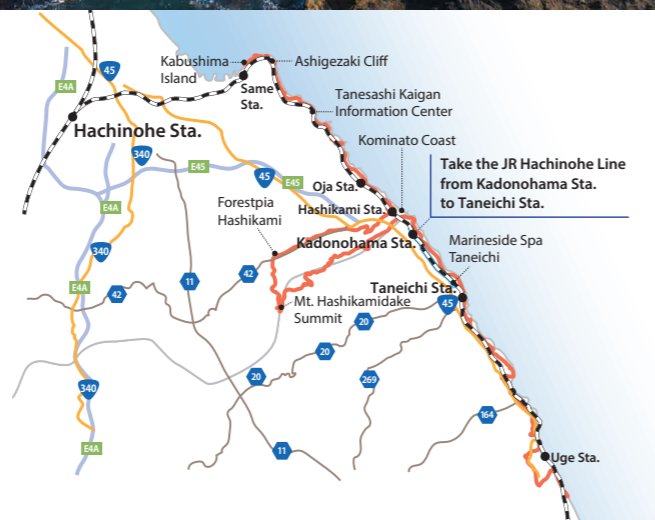 45
Kabushima
Island
Ashigezaki Cliff
E4A
Same
Sta.
Tanesashi Kaigan
Information Center
Hachinohe Sta.
Kominato Coast
340
E45
45
E45
Take the JR Hachinohe Line
from Kadonohama Sta.
to Taneichi Sta.
Oja Sta.
E4A
Forestpia
Hashikami
Hashikami Sta.
340
Kadonohama Sta.
Marineside Spa
Taneichi
42
11
E4A
42
Taneichi Sta.
45
Mt. Hashikamidake
Summit
20
20
20
269
340
164
E4A
11
Uge Sta.